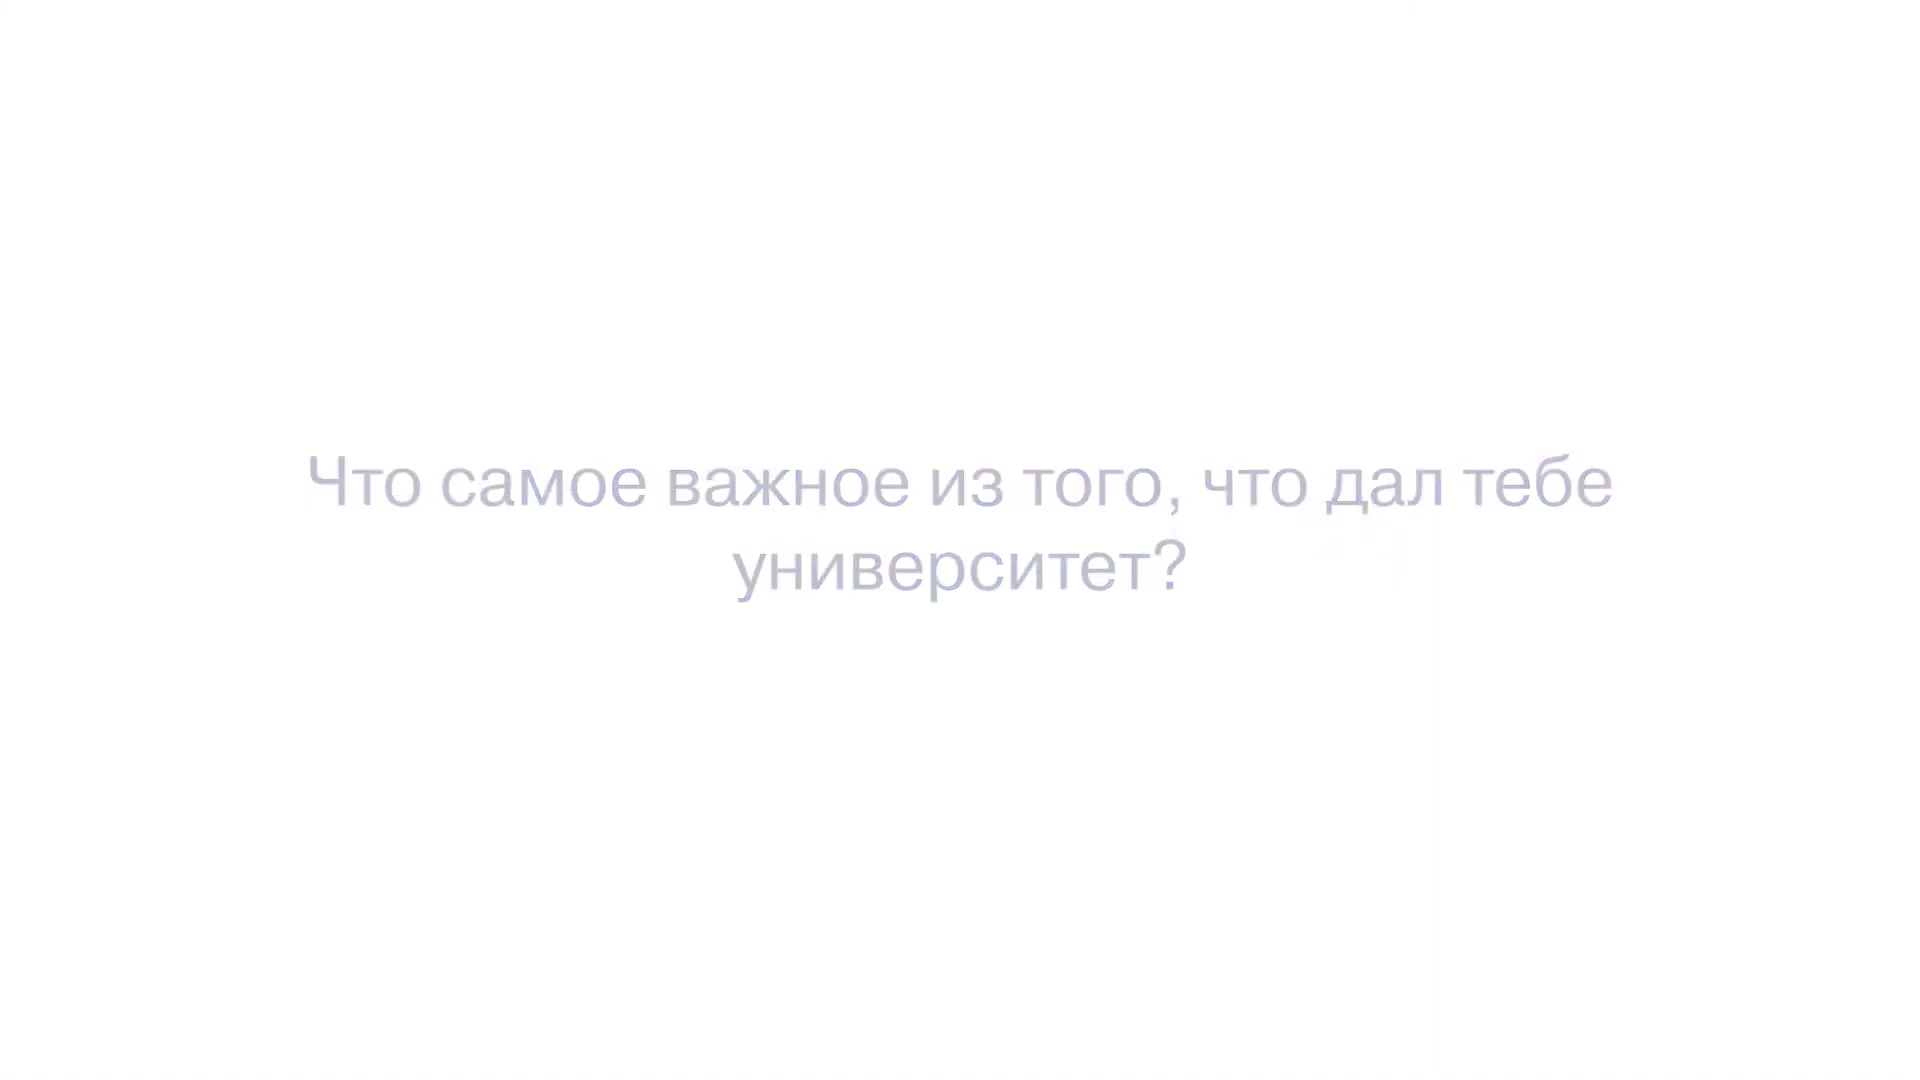 Что самое важное из того, что дал тебе
университет?